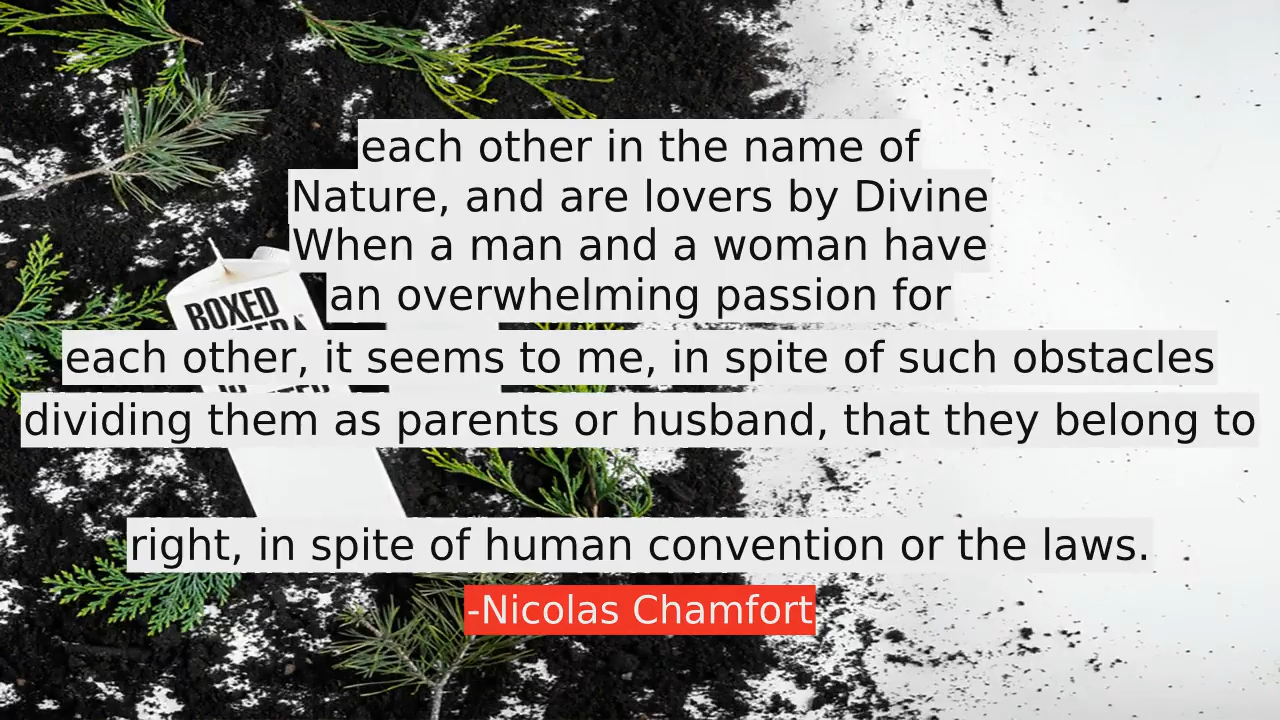 each other in the name of
Nature, and are lovers by Divine
When a man and a woman have
an overwhelming passion for
each other, it seems to me, in spite of such obstacles
dividing them as parents or husband, that they belong to
right, in spite of human convention or the laws.
-Nicolas Chamfort
BOXED